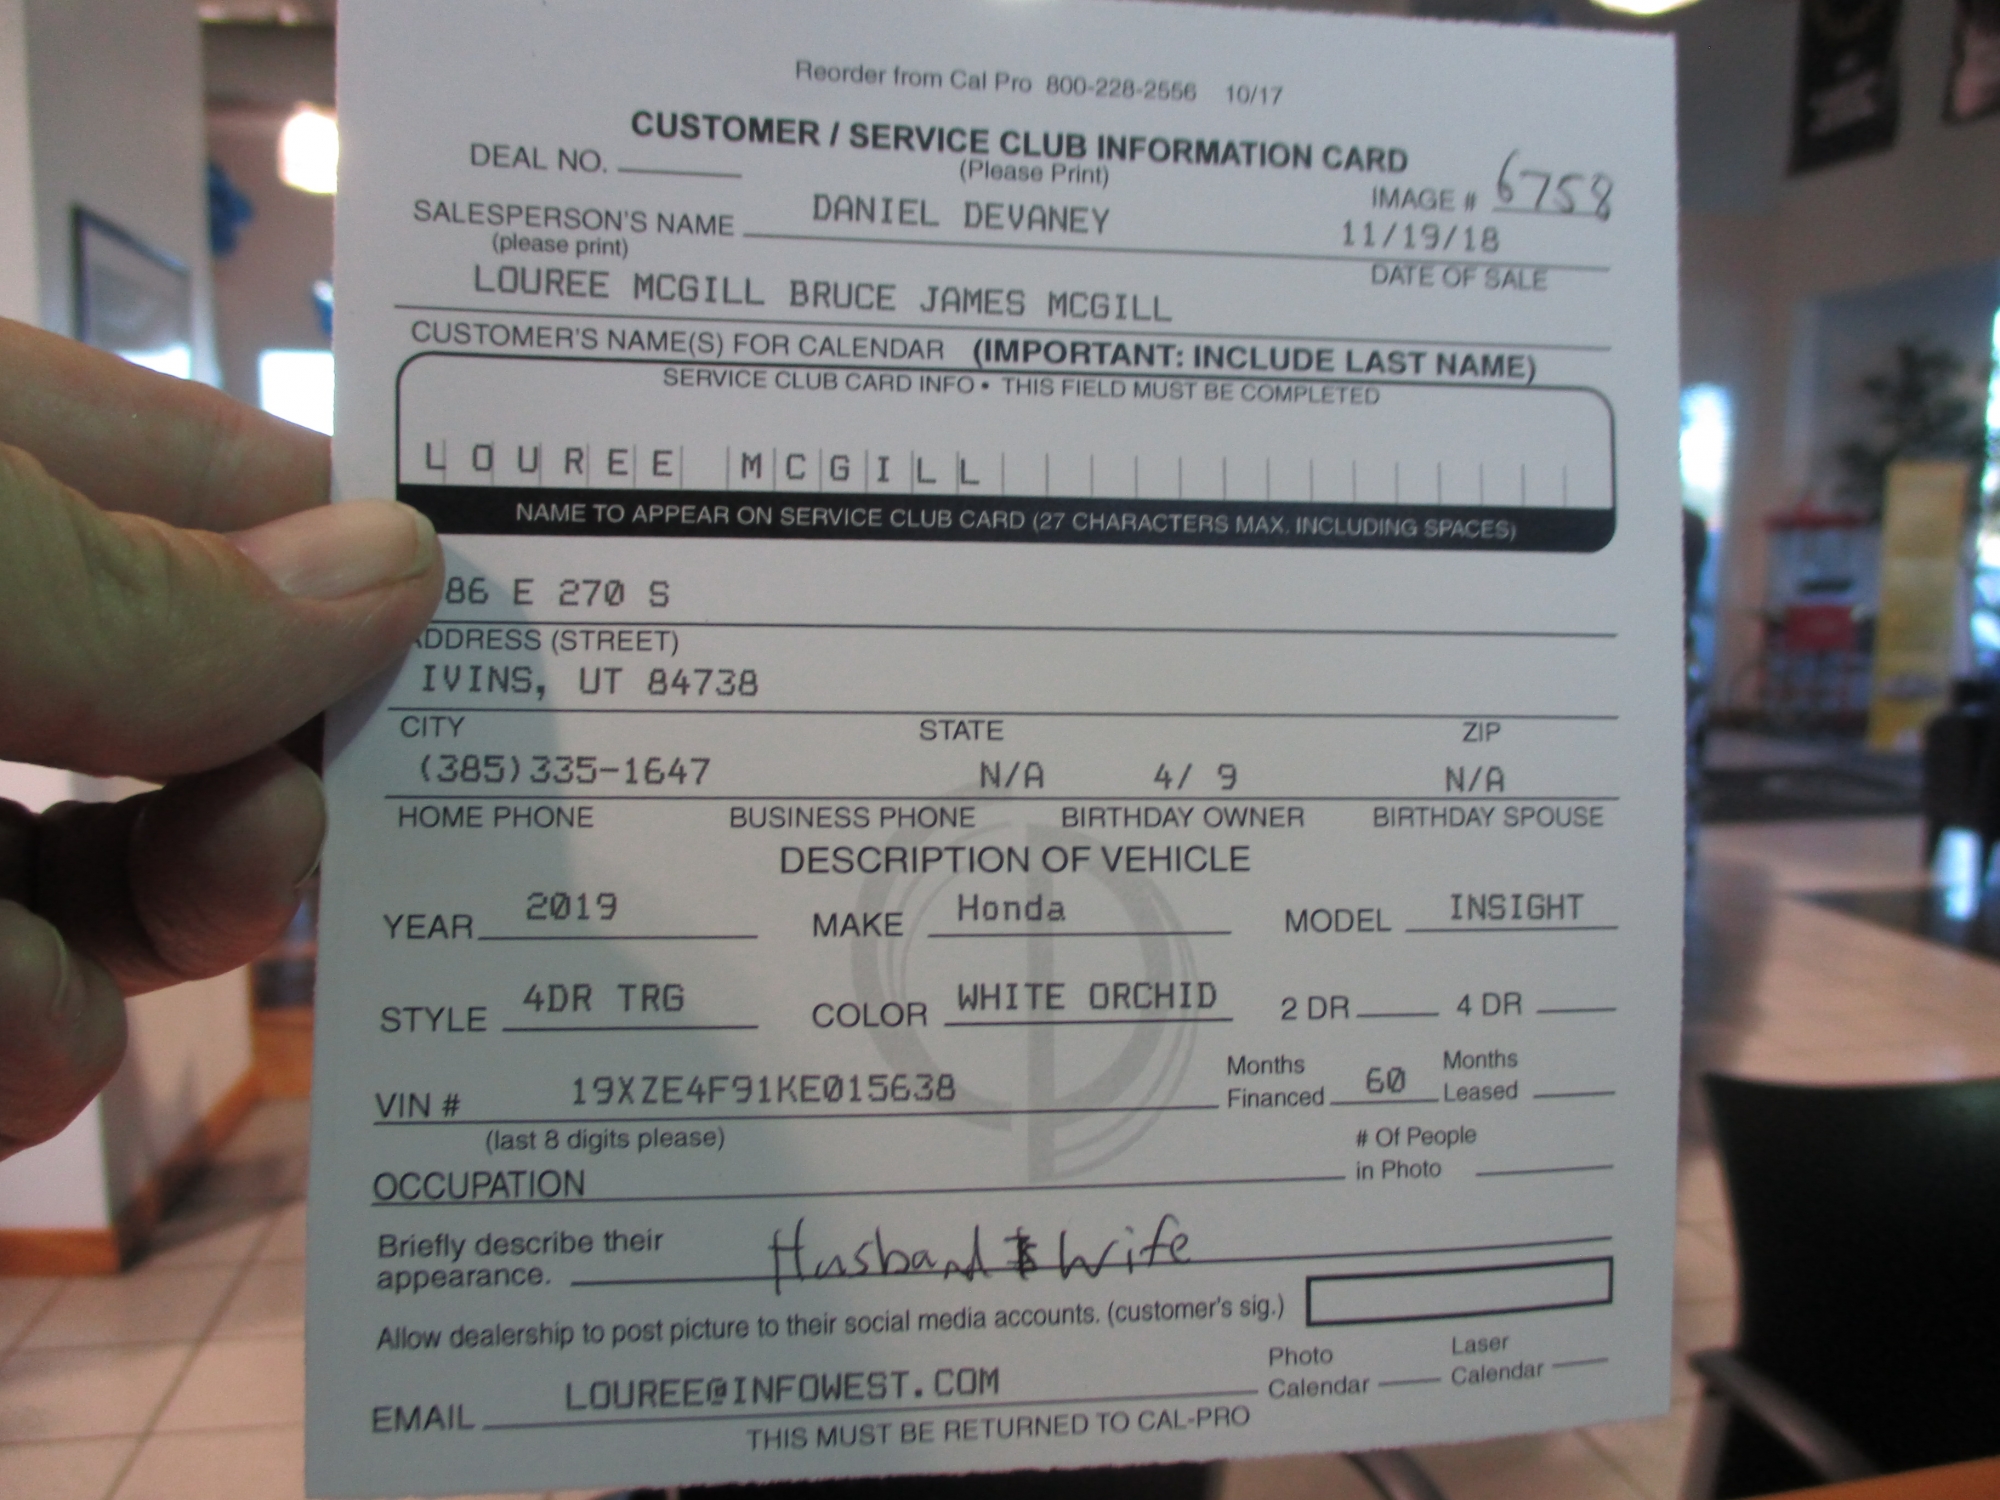 Reorder from Cal Pro 800-228-2556 10/17
CUSTOMER / SERVICE CLUB INFORMATION CARD
(Please Print)
DEAL NO.
IMAGE # 6758
SALESPERSON'S NAME DANIEL DEVANEY 11/19/18
(please print)
DATE OF SALE
LOUREE MCGILL BRUCE JAMES MCGILL
CUSTOMER'S NAME(S) FOR CALENDAR (IMPORTANT: INCLUDE LAST NAME)
SERVICE CLUB CARD INFO • THIS FIELD MUST BE COMPLETED
LOUREE MCGILL
NAME TO APPEAR ON SERVICE CLUB CARD (27 CHARACTERS MAX. INCLUDING SPACES)
86 E 270 S
ADDRESS (STREET)
IVINS, UT 84738
CITY STATE ZIP
(385)335-1647 N/A 4/ 9 N/A
HOME PHONE BUSINESS PHONE BIRTHDAY OWNER BIRTHDAY SPOUSE
DESCRIPTION OF VEHICLE
YEAR 2019 MAKE Honda MODEL INSIGHT
STYLE 4DR TRG COLOR WHITE ORCHID 2 DR 4 DR
VIN # 19XZE4F91KE015638 Months Financed 60 Months Leased
(last 8 digits please)
OCCUPATION # Of People in Photo
Briefly describe their appearance. Husband & Wife
Allow dealership to post picture to their social media accounts. (customer's sig.)
EMAIL LOUREE@INFOWEST.COM Photo Calendar Laser Calendar
THIS MUST BE RETURNED TO CAL-PRO